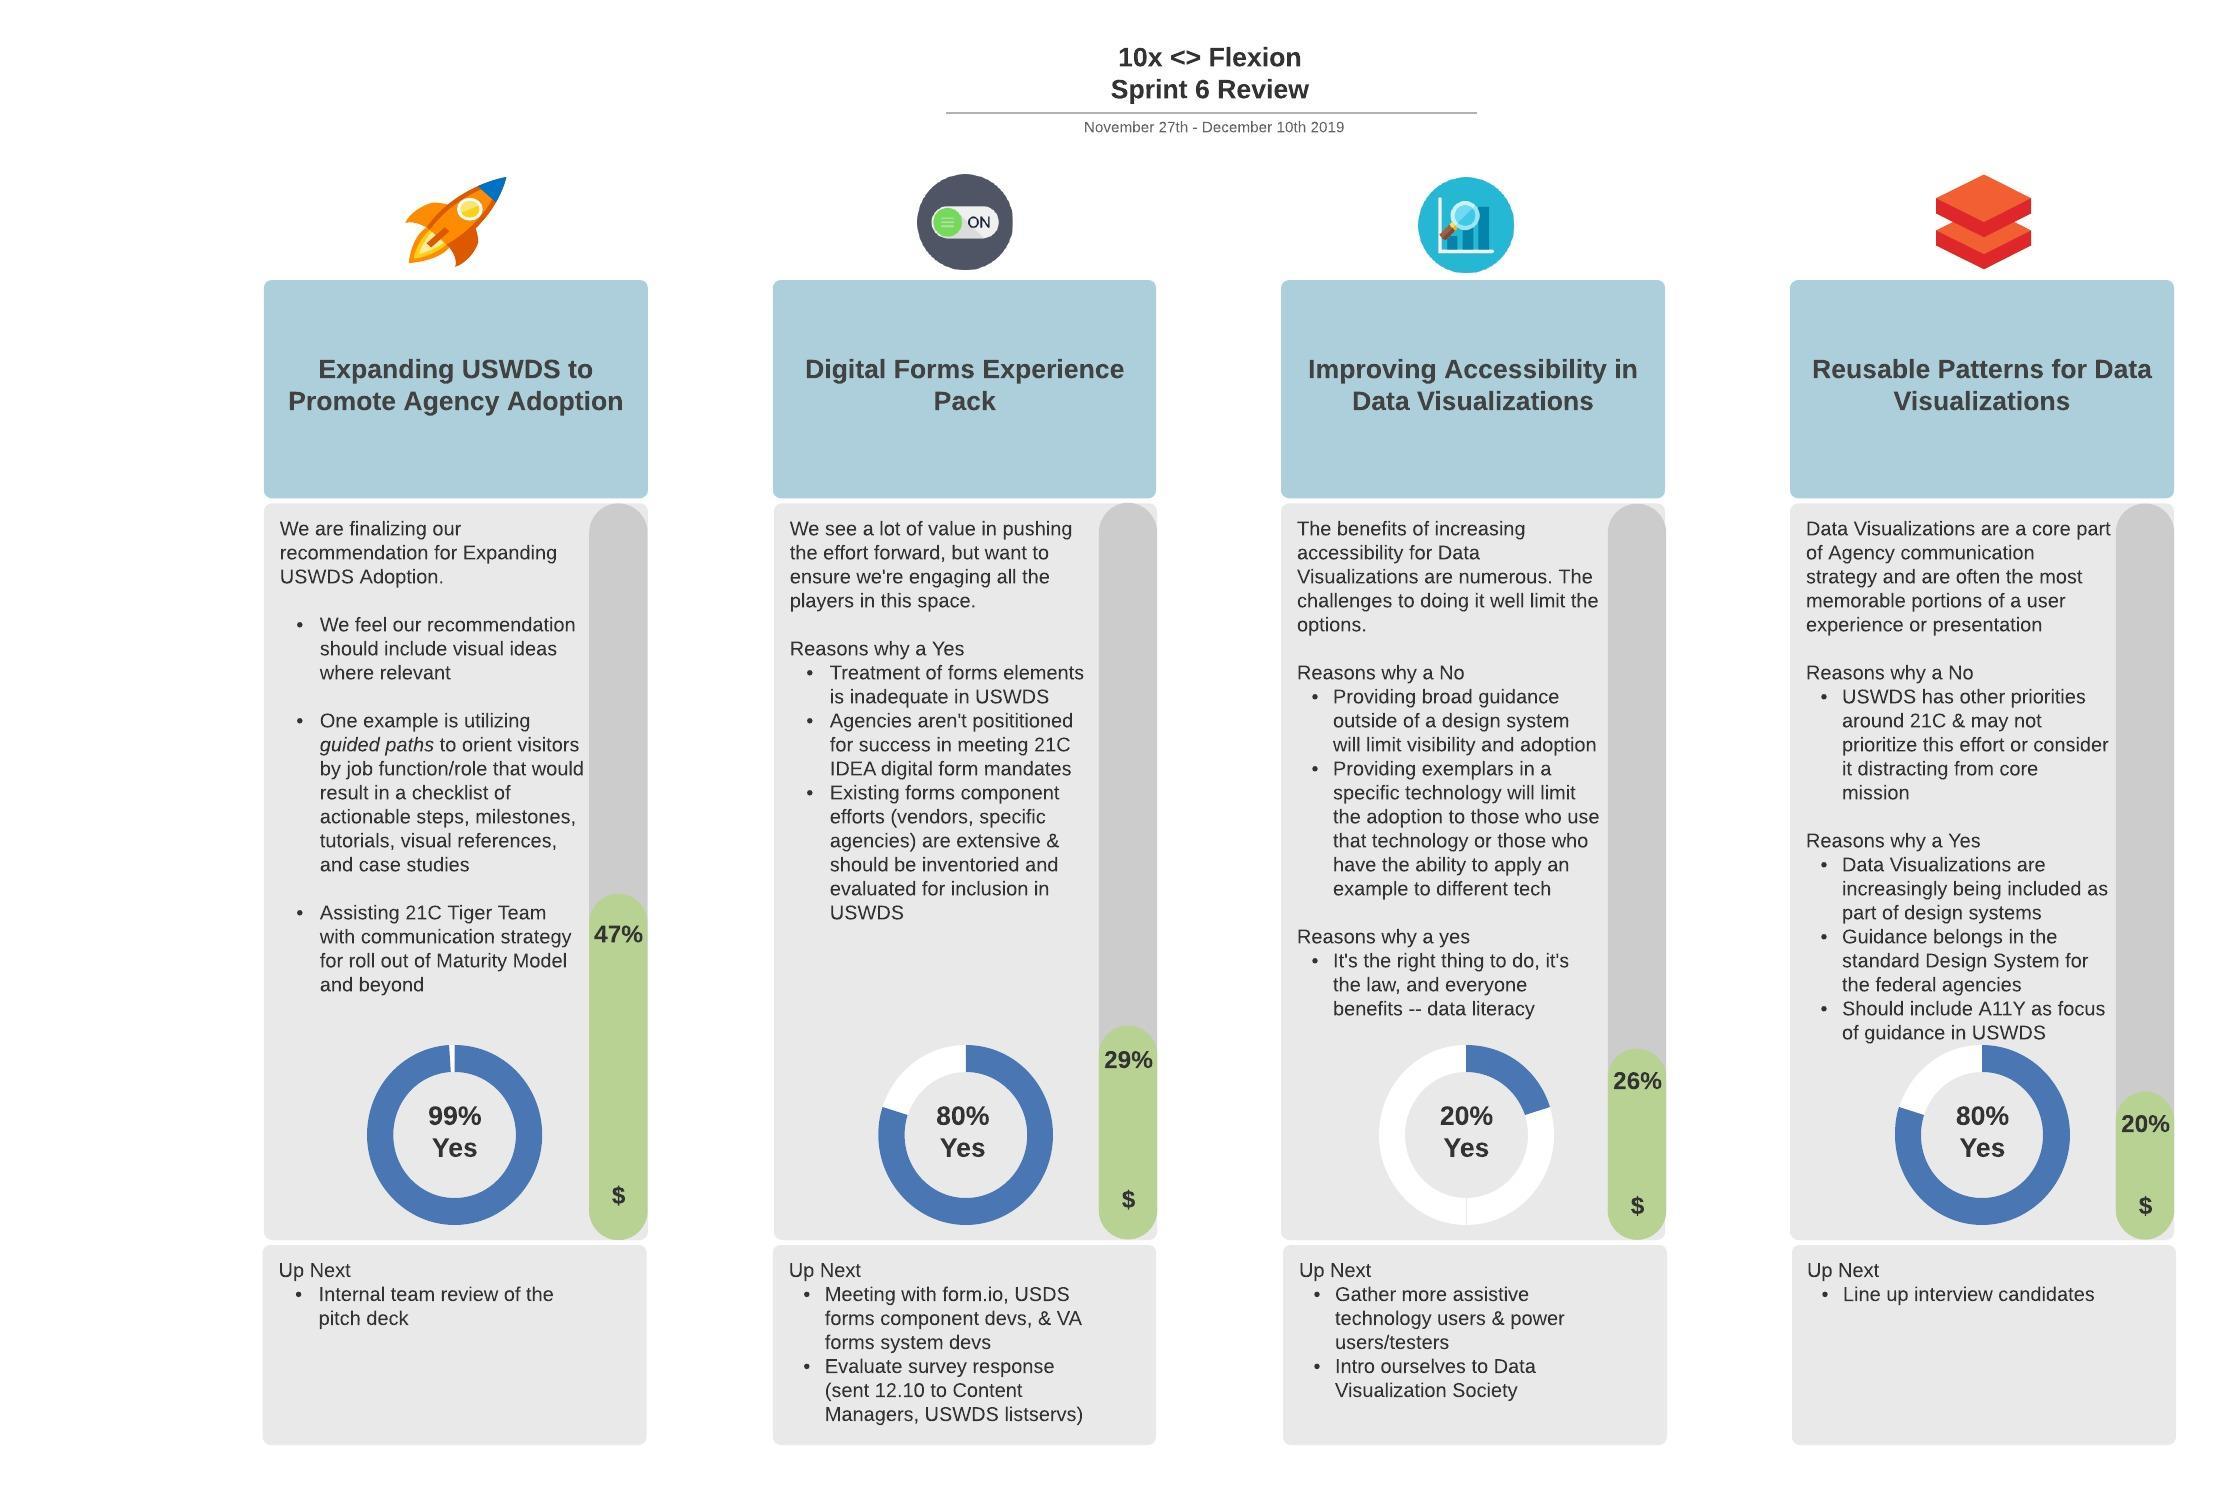 10x <> Flexion
Sprint 6 Review
November 27th - December 10th 2019
ON
Expanding USWDS to
Promote Agency Adoption
We are finalizing our
recommendation for Expanding
USWDS Adoption.
• We feel our recommendation
should include visual ideas
where relevant
• One example is utilizing
guided paths to orient visitors
by job function/role that would
result in a checklist of
actionable steps, milestones,
tutorials, visual references,
and case studies
• Assisting 21C Tiger Team
with communication strategy
for roll out of Maturity Model
and beyond
47%
99%
Yes
$
Up Next
• Internal team review of the
pitch deck
Digital Forms Experience
Pack
We see a lot of value in pushing
the effort forward, but want to
ensure we're engaging all the
players in this space.
Reasons why a Yes
• Treatment of forms elements
is inadequate in USWDS
• Agencies aren't posititioned
for success in meeting 21C
IDEA digital form mandates
• Existing forms component
efforts (vendors, specific
agencies) are extensive &
should be inventoried and
evaluated for inclusion in
USWDS
29%
80%
Yes
$
Up Next
• Meeting with form.io, USDS
forms component devs, & VA
forms system devs
• Evaluate survey response
(sent 12.10 to Content
Managers, USWDS listservs)
Improving Accessibility in
Data Visualizations
The benefits of increasing
accessibility for Data
Visualizations are numerous. The
challenges to doing it well limit the
options.
Reasons why a No
• Providing broad guidance
outside of a design system
will limit visibility and adoption
• Providing exemplars in a
specific technology will limit
the adoption to those who use
that technology or those who
have the ability to apply an
example to different tech
Reasons why a yes
• It's the right thing to do, it's
the law, and everyone
benefits -- data literacy
26%
20%
Yes
$
Up Next
• Gather more assistive
technology users & power
users/testers
• Intro ourselves to Data
Visualization Society
Reusable Patterns for Data
Visualizations
Data Visualizations are a core part
of Agency communication
strategy and are often the most
memorable portions of a user
experience or presentation
Reasons why a No
• USWDS has other priorities
around 21C & may not
prioritize this effort or consider
it distracting from core
mission
Reasons why a Yes
• Data Visualizations are
increasingly being included as
part of design systems
• Guidance belongs in the
standard Design System for
the federal agencies
• Should include A11Y as focus
of guidance in USWDS
20%
80%
Yes
$
Up Next
• Line up interview candidates